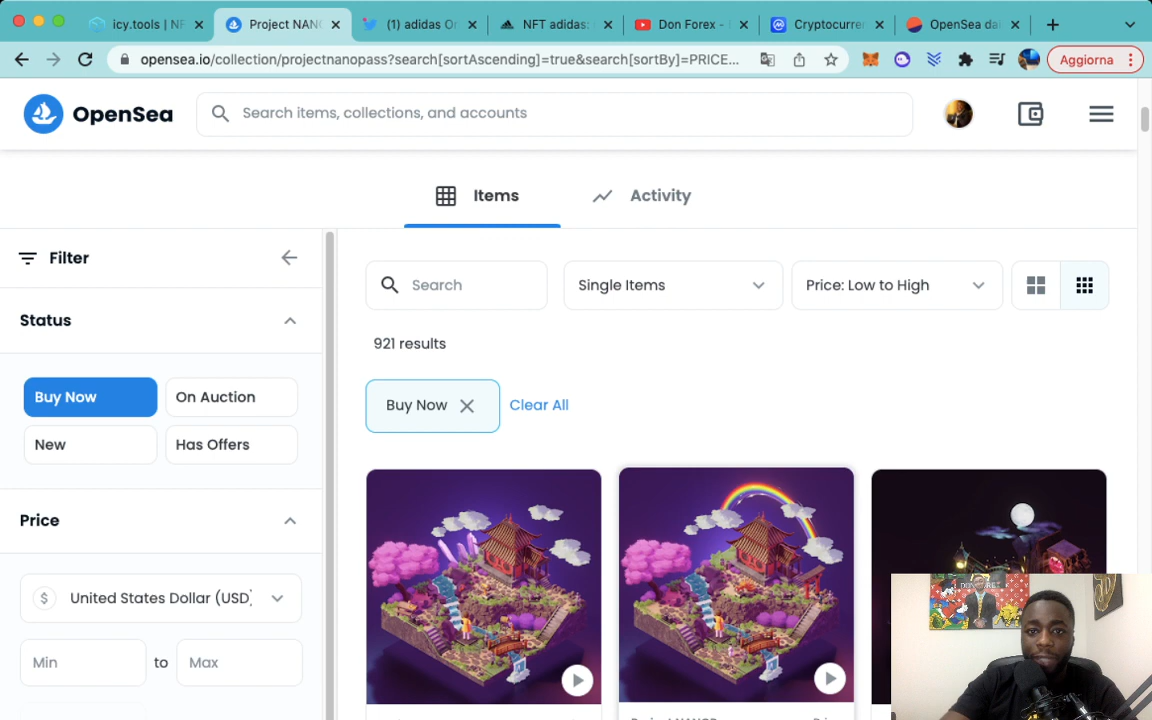 icy.tools | NF
Project NANO
(1) adidas Or
NFT adidas:
Don Forex -
Cryptocurre
OpenSea dai
opensea.io/collection/projectnanopass?search[sortAscending]=true&search[sortBy]=PRICE...
Aggiorna
OpenSea
Search items, collections, and accounts
Items
Activity
Filter
Status
Buy Now
On Auction
New
Has Offers
Price
$ United States Dollar (USD)
Min
to
Max
Search
Single Items
Price: Low to High
921 results
Buy Now
Clear All